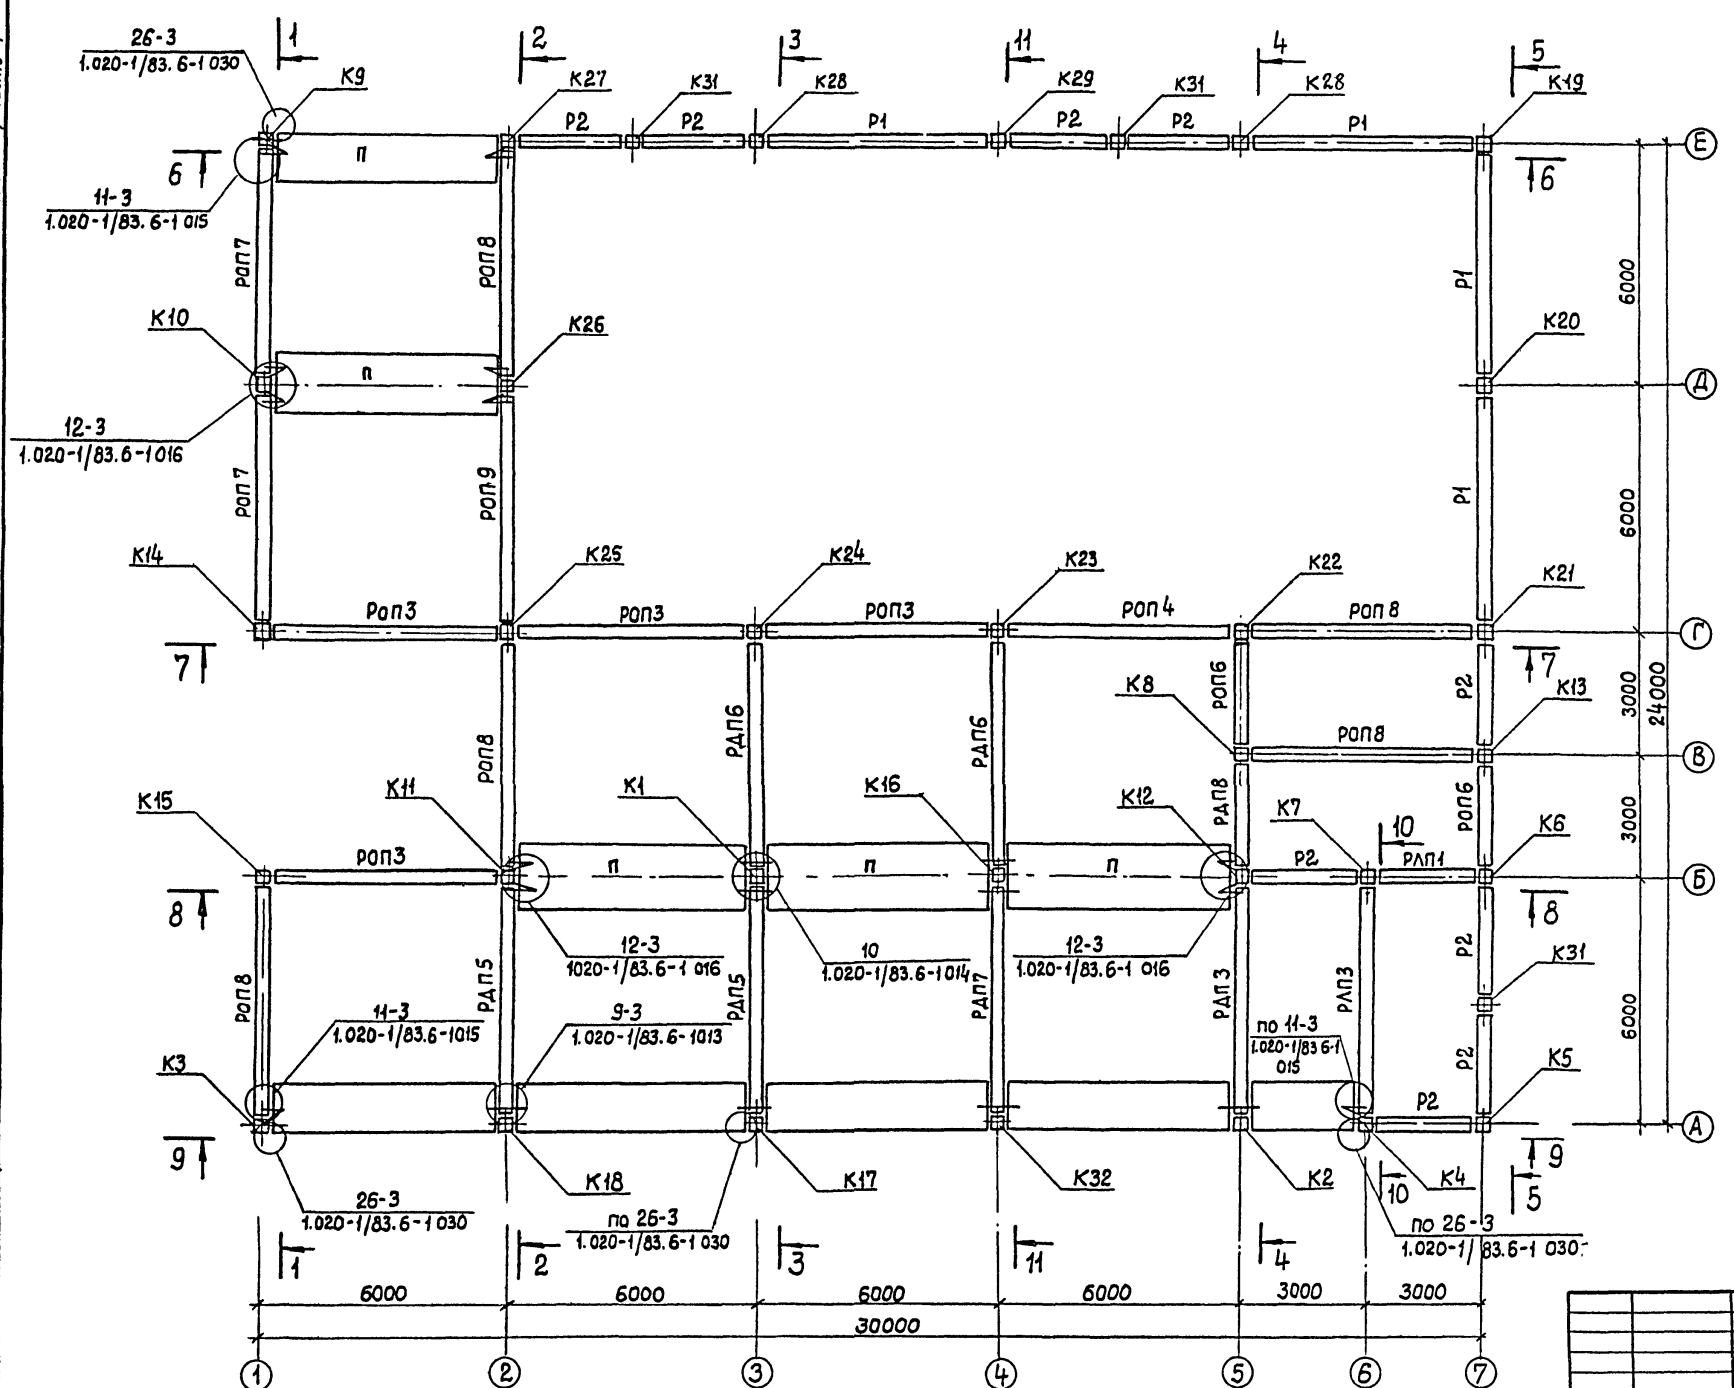 1
2
3
11
4
5
26-3
1.020-1/83.6-1 030
К9
К27
К31
К28
К29
К31
К28
К19
Р2
Р2
Р1
Р2
Р2
Р1
Е
П
6
6
11-3
1.020-1/83.6-1 015
РОП7
РОП8
Р1
6000
К10
К26
К20
П
Д
12-3
1.020-1/83.6-1 016
РОП7
РОП9
Р1
6000
К14
К25
К24
К23
К22
К21
РОП3
РОП3
РОП3
РОП4
РОП8
Г
7
7
К8
РОП6
Р2
К13
3000
24000
РОП8
РДП6
РДП6
РОП8
В
К15
К11
К1
К16
К12
РДП8
К7
10
РОП6
К6
3000
РОП3
П
П
П
Р2
РЛП1
Б
8
8
12-3
1020-1/83.6-1 016
10
1.020-1/83.6-1 014
12-3
1.020-1/83.6-1 016
Р2
К31
РОП8
РДП5
РДП5
РДП7
РДП3
РЛП3
6000
11-3
1.020-1/83.6-1015
9-3
1.020-1/83.6-1013
по 11-3
1.020-1/83 6-1
015
К3
Р2
К5
Р2
А
9
9
К18
К17
К32
К2
10
К4
5
26-3
1.020-1/83.6-1 030
по 26-3
1.020-1/83.6-1 030
по 26-3
1.020-1/83.6-1 030
1
2
3
11
4
6000
6000
6000
6000
3000
3000
30000
1
2
3
4
5
6
7